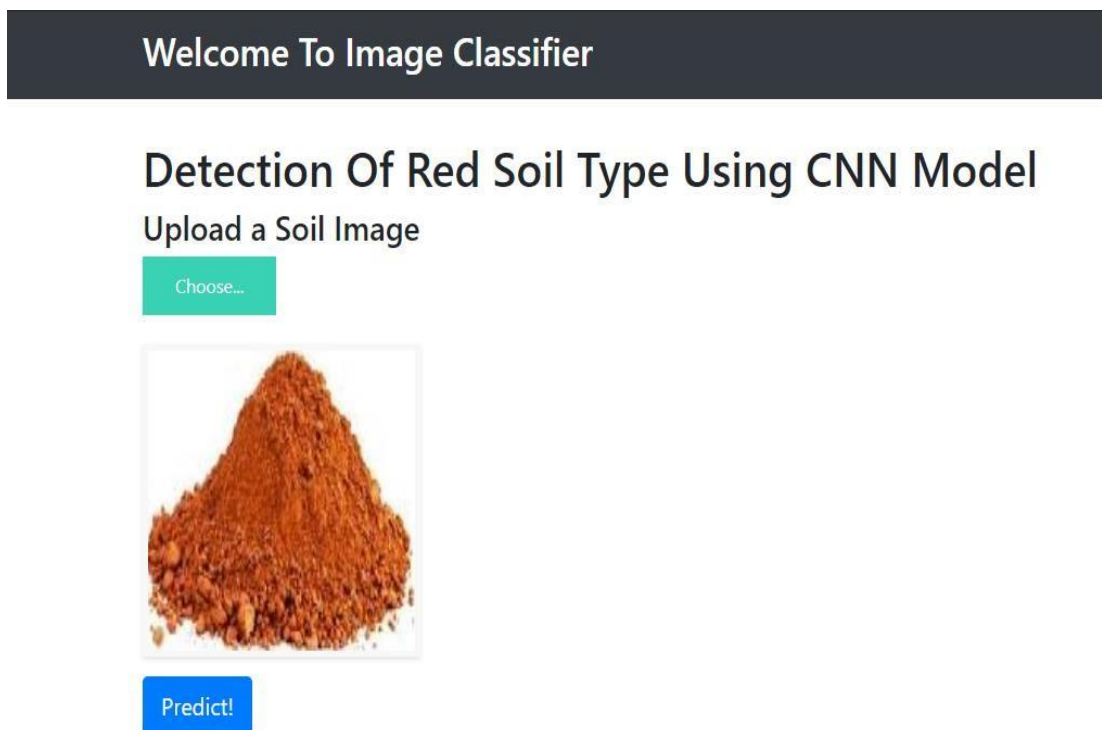 Welcome To Image Classifier
Detection Of Red Soil Type Using CNN Model
Upload a Soil Image
Choose...
Predict!